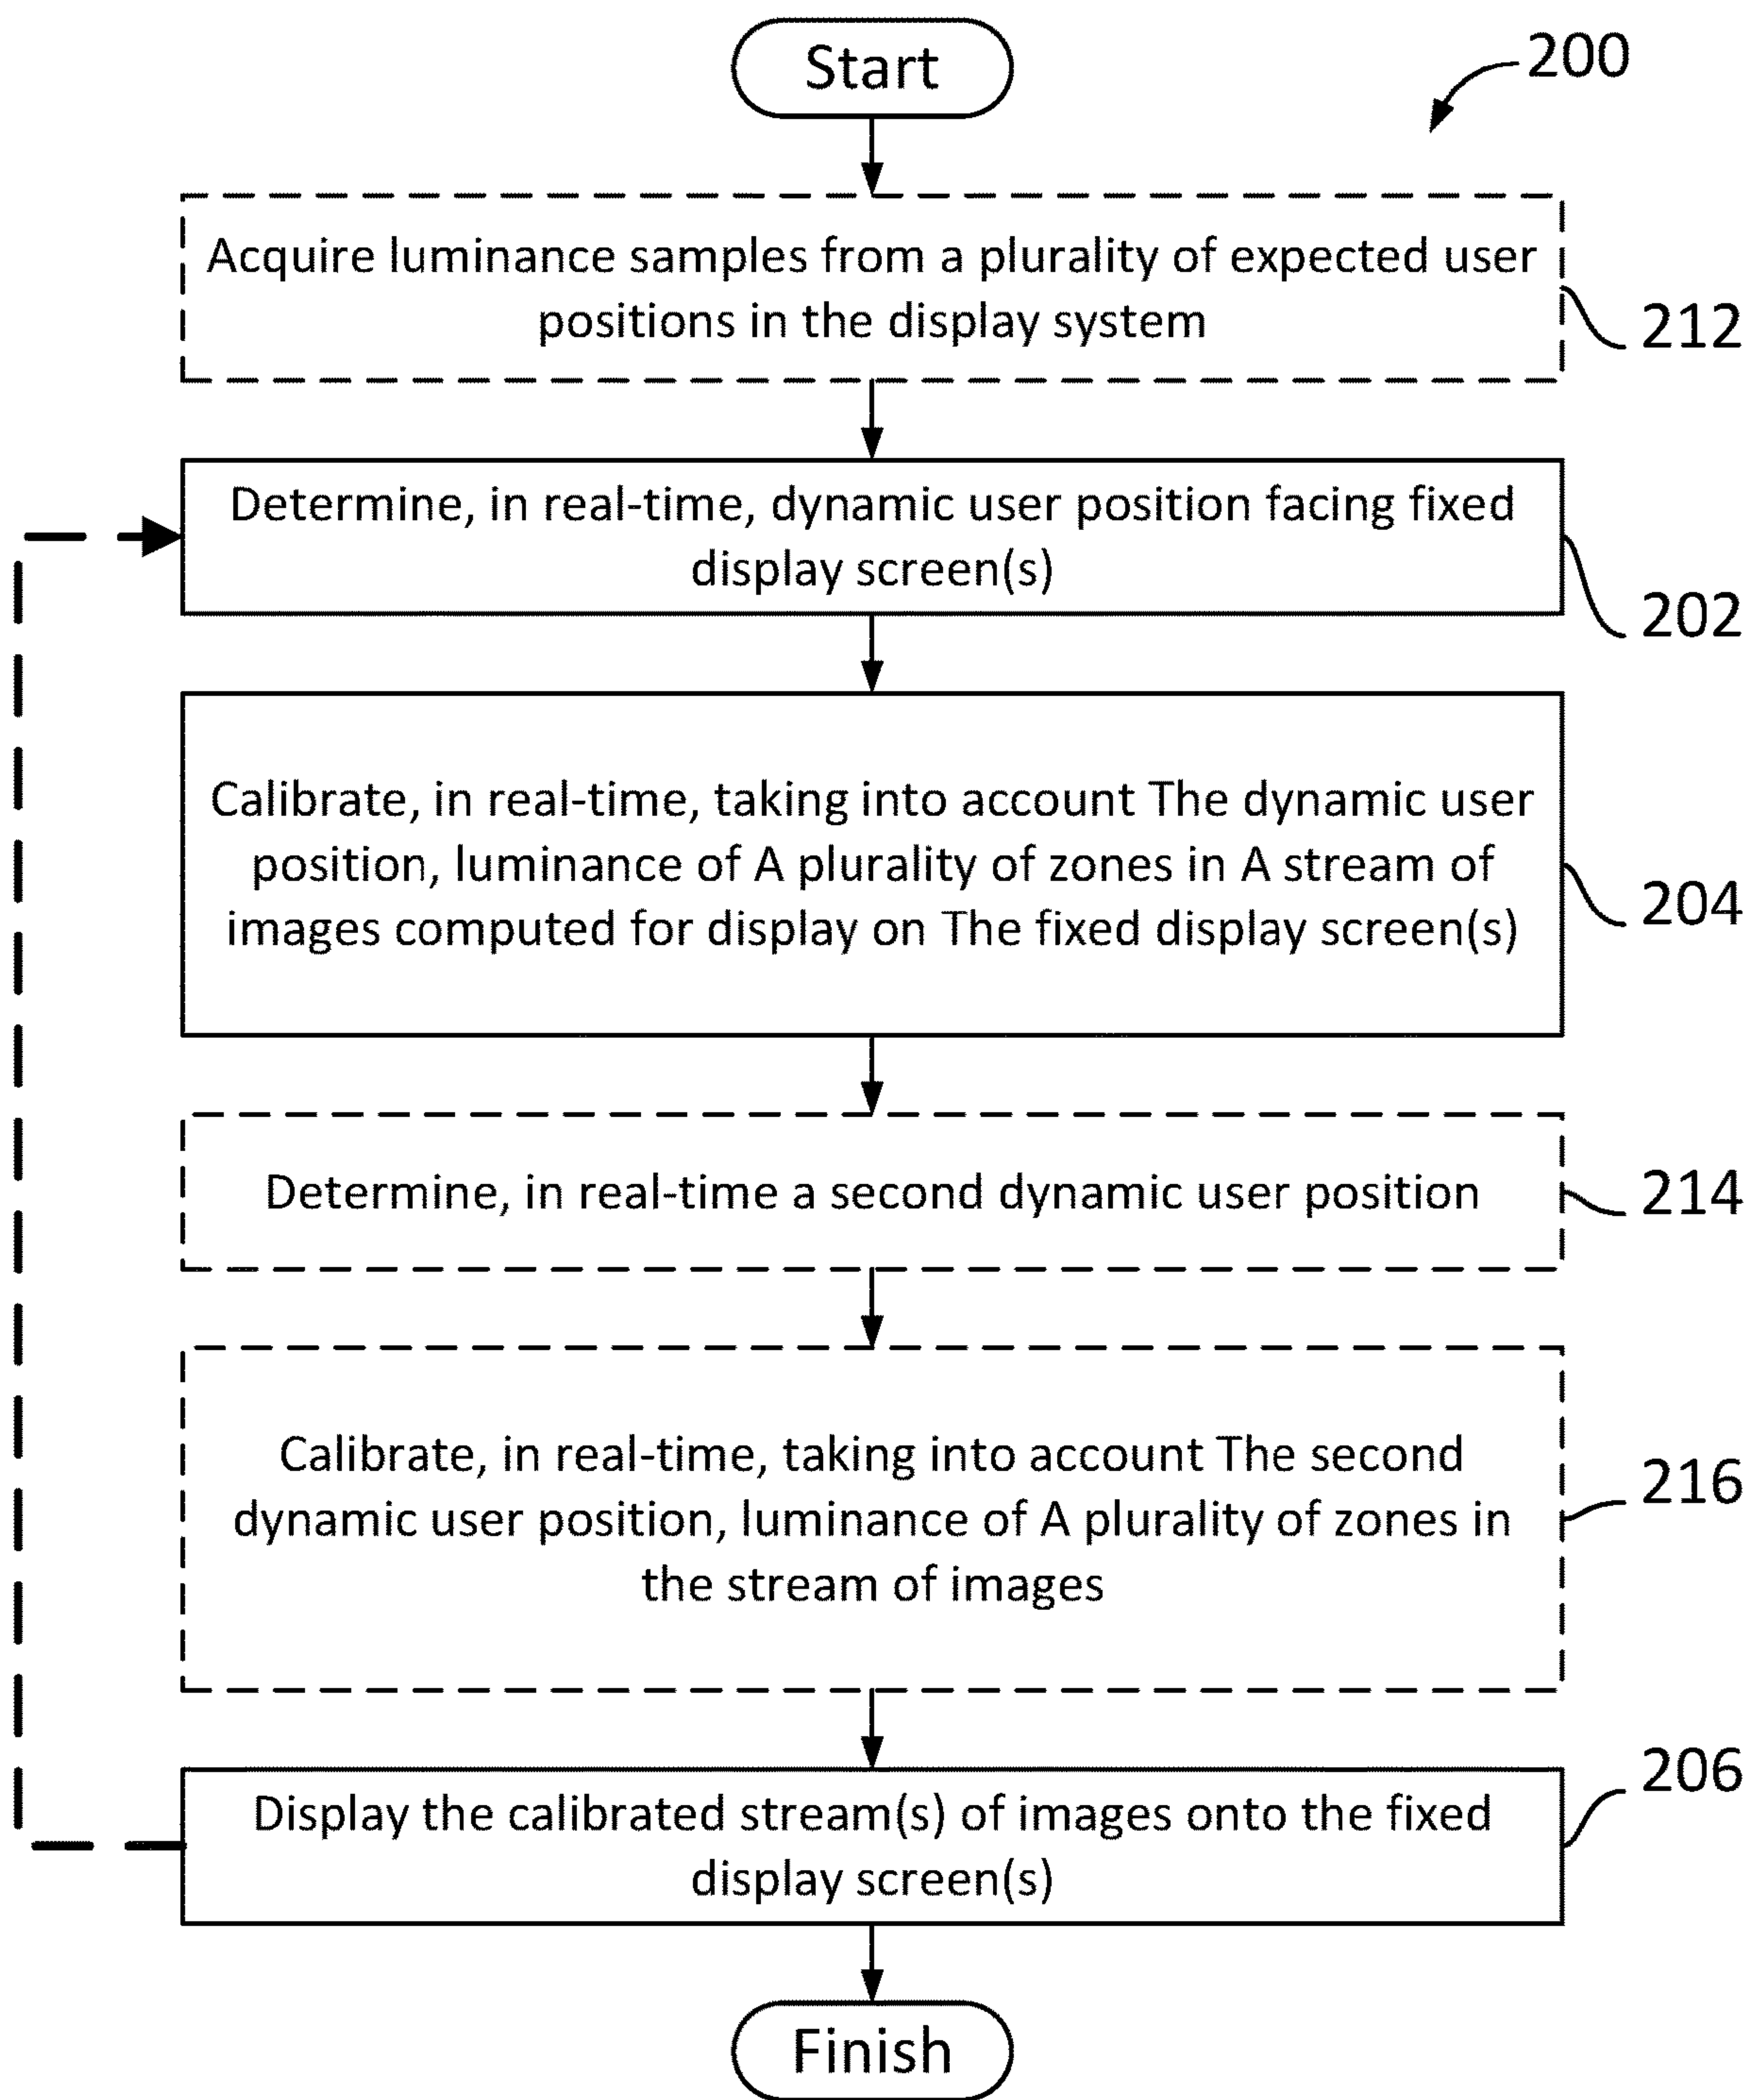 Start
200
Acquire luminance samples from a plurality of expected user
positions in the display system
212
Determine, in real-time, dynamic user position facing fixed
display screen(s)
202
Calibrate, in real-time, taking into account The dynamic user
position, luminance of A plurality of zones in A stream of
images computed for display on The fixed display screen(s)
204
Determine, in real-time a second dynamic user position
214
Calibrate, in real-time, taking into account The second
dynamic user position, luminance of A plurality of zones in
the stream of images
216
Display the calibrated stream(s) of images onto the fixed
display screen(s)
206
Finish